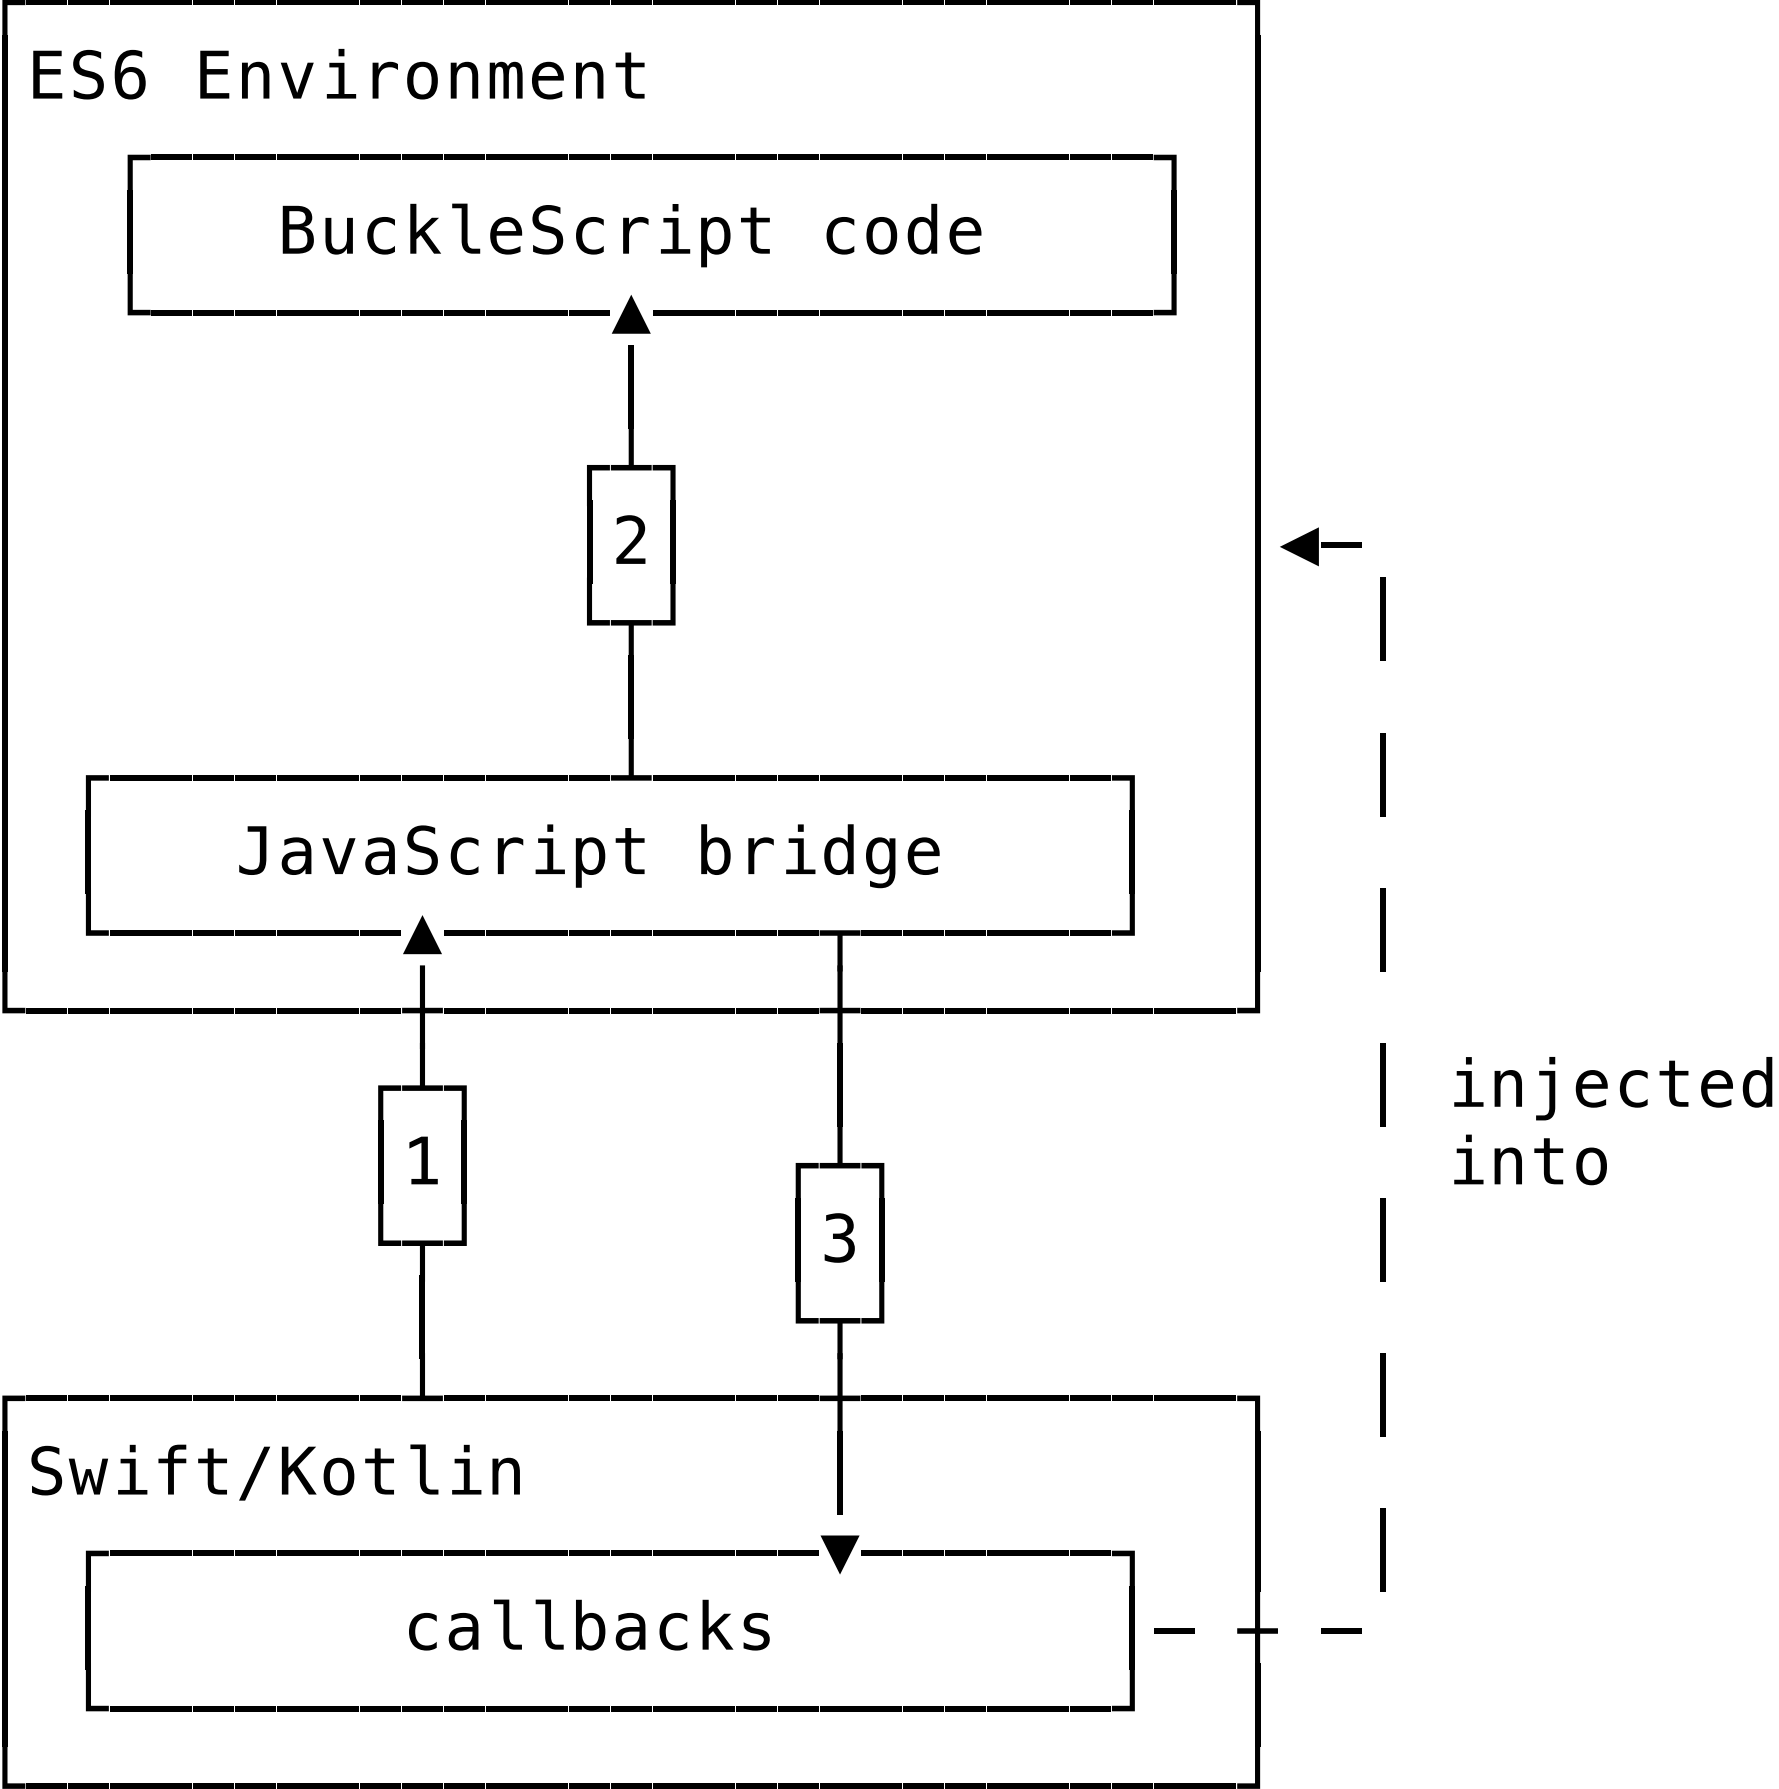 ES6 Environment
BuckleScript code
2
JavaScript bridge
injected
into
1
3
Swift/Kotlin
callbacks